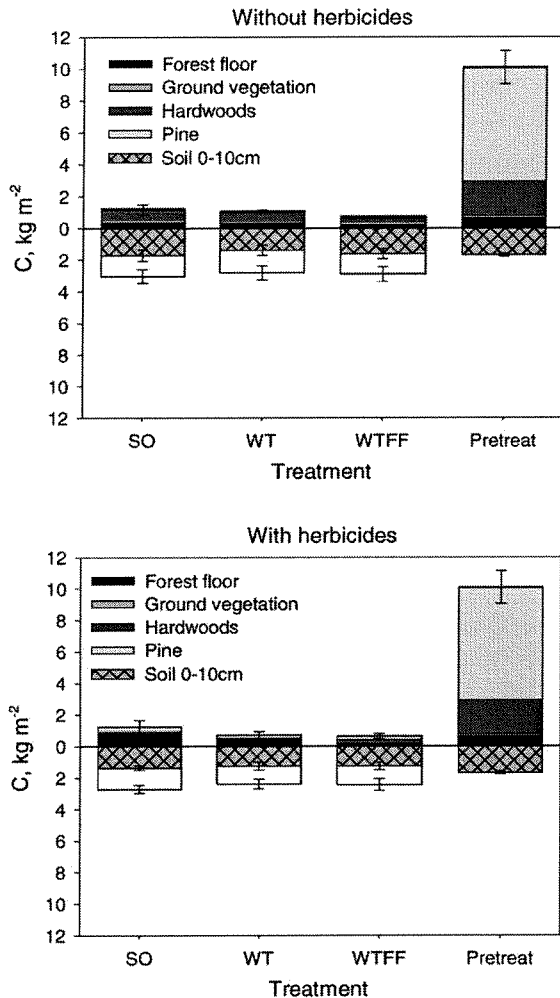 Without herbicides
12
10
8
6
4
2
0
2
4
6
8
10
12
C, kg m-2
Forest floor
Ground vegetation
Hardwoods
Pine
Soil 0-10cm
SO WT WTFF Pretreat
Treatment
With herbicides
12
10
8
6
4
2
0
2
4
6
8
10
12
C, kg m-2
Forest floor
Ground vegetation
Hardwoods
Pine
Soil 0-10cm
SO WT WTFF Pretreat
Treatment